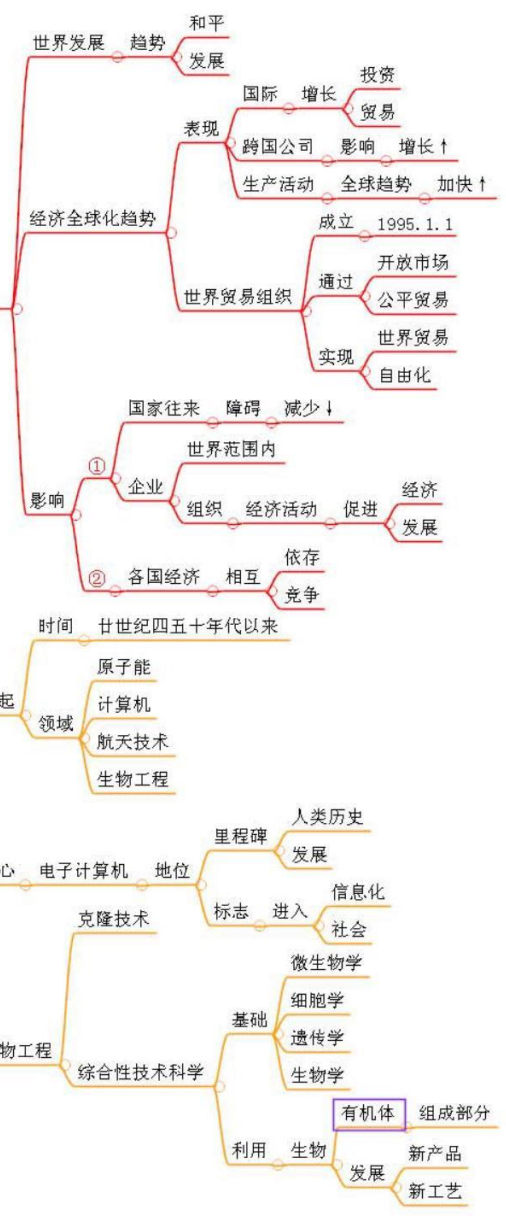 和平
世界发展 趋势
发展
投资
国际 增长
贸易
表现
跨国公司 影响 增长↑
生产活动 全球趋势 加快↑
经济全球化趋势
成立 1995.1.1
开放市场
通过
公平贸易
世界贸易组织
世界贸易
实现
自由化
国家往来 障碍 减少↓
①
世界范围内
企业
影响
经济
组织 经济活动 促进
发展
依存
② 各国经济 相互
竞争
时间 廿世纪四五十年代以来
原子能
起
计算机
领域
航天技术
生物工程
人类历史
里程碑
发展
心 电子计算机 地位
信息化
标志 进入
社会
克隆技术
微生物学
细胞学
基础
遗传学
生物学
物工程
综合性技术科学
有机体 组成部分
利用 生物
新产品
发展
新工艺